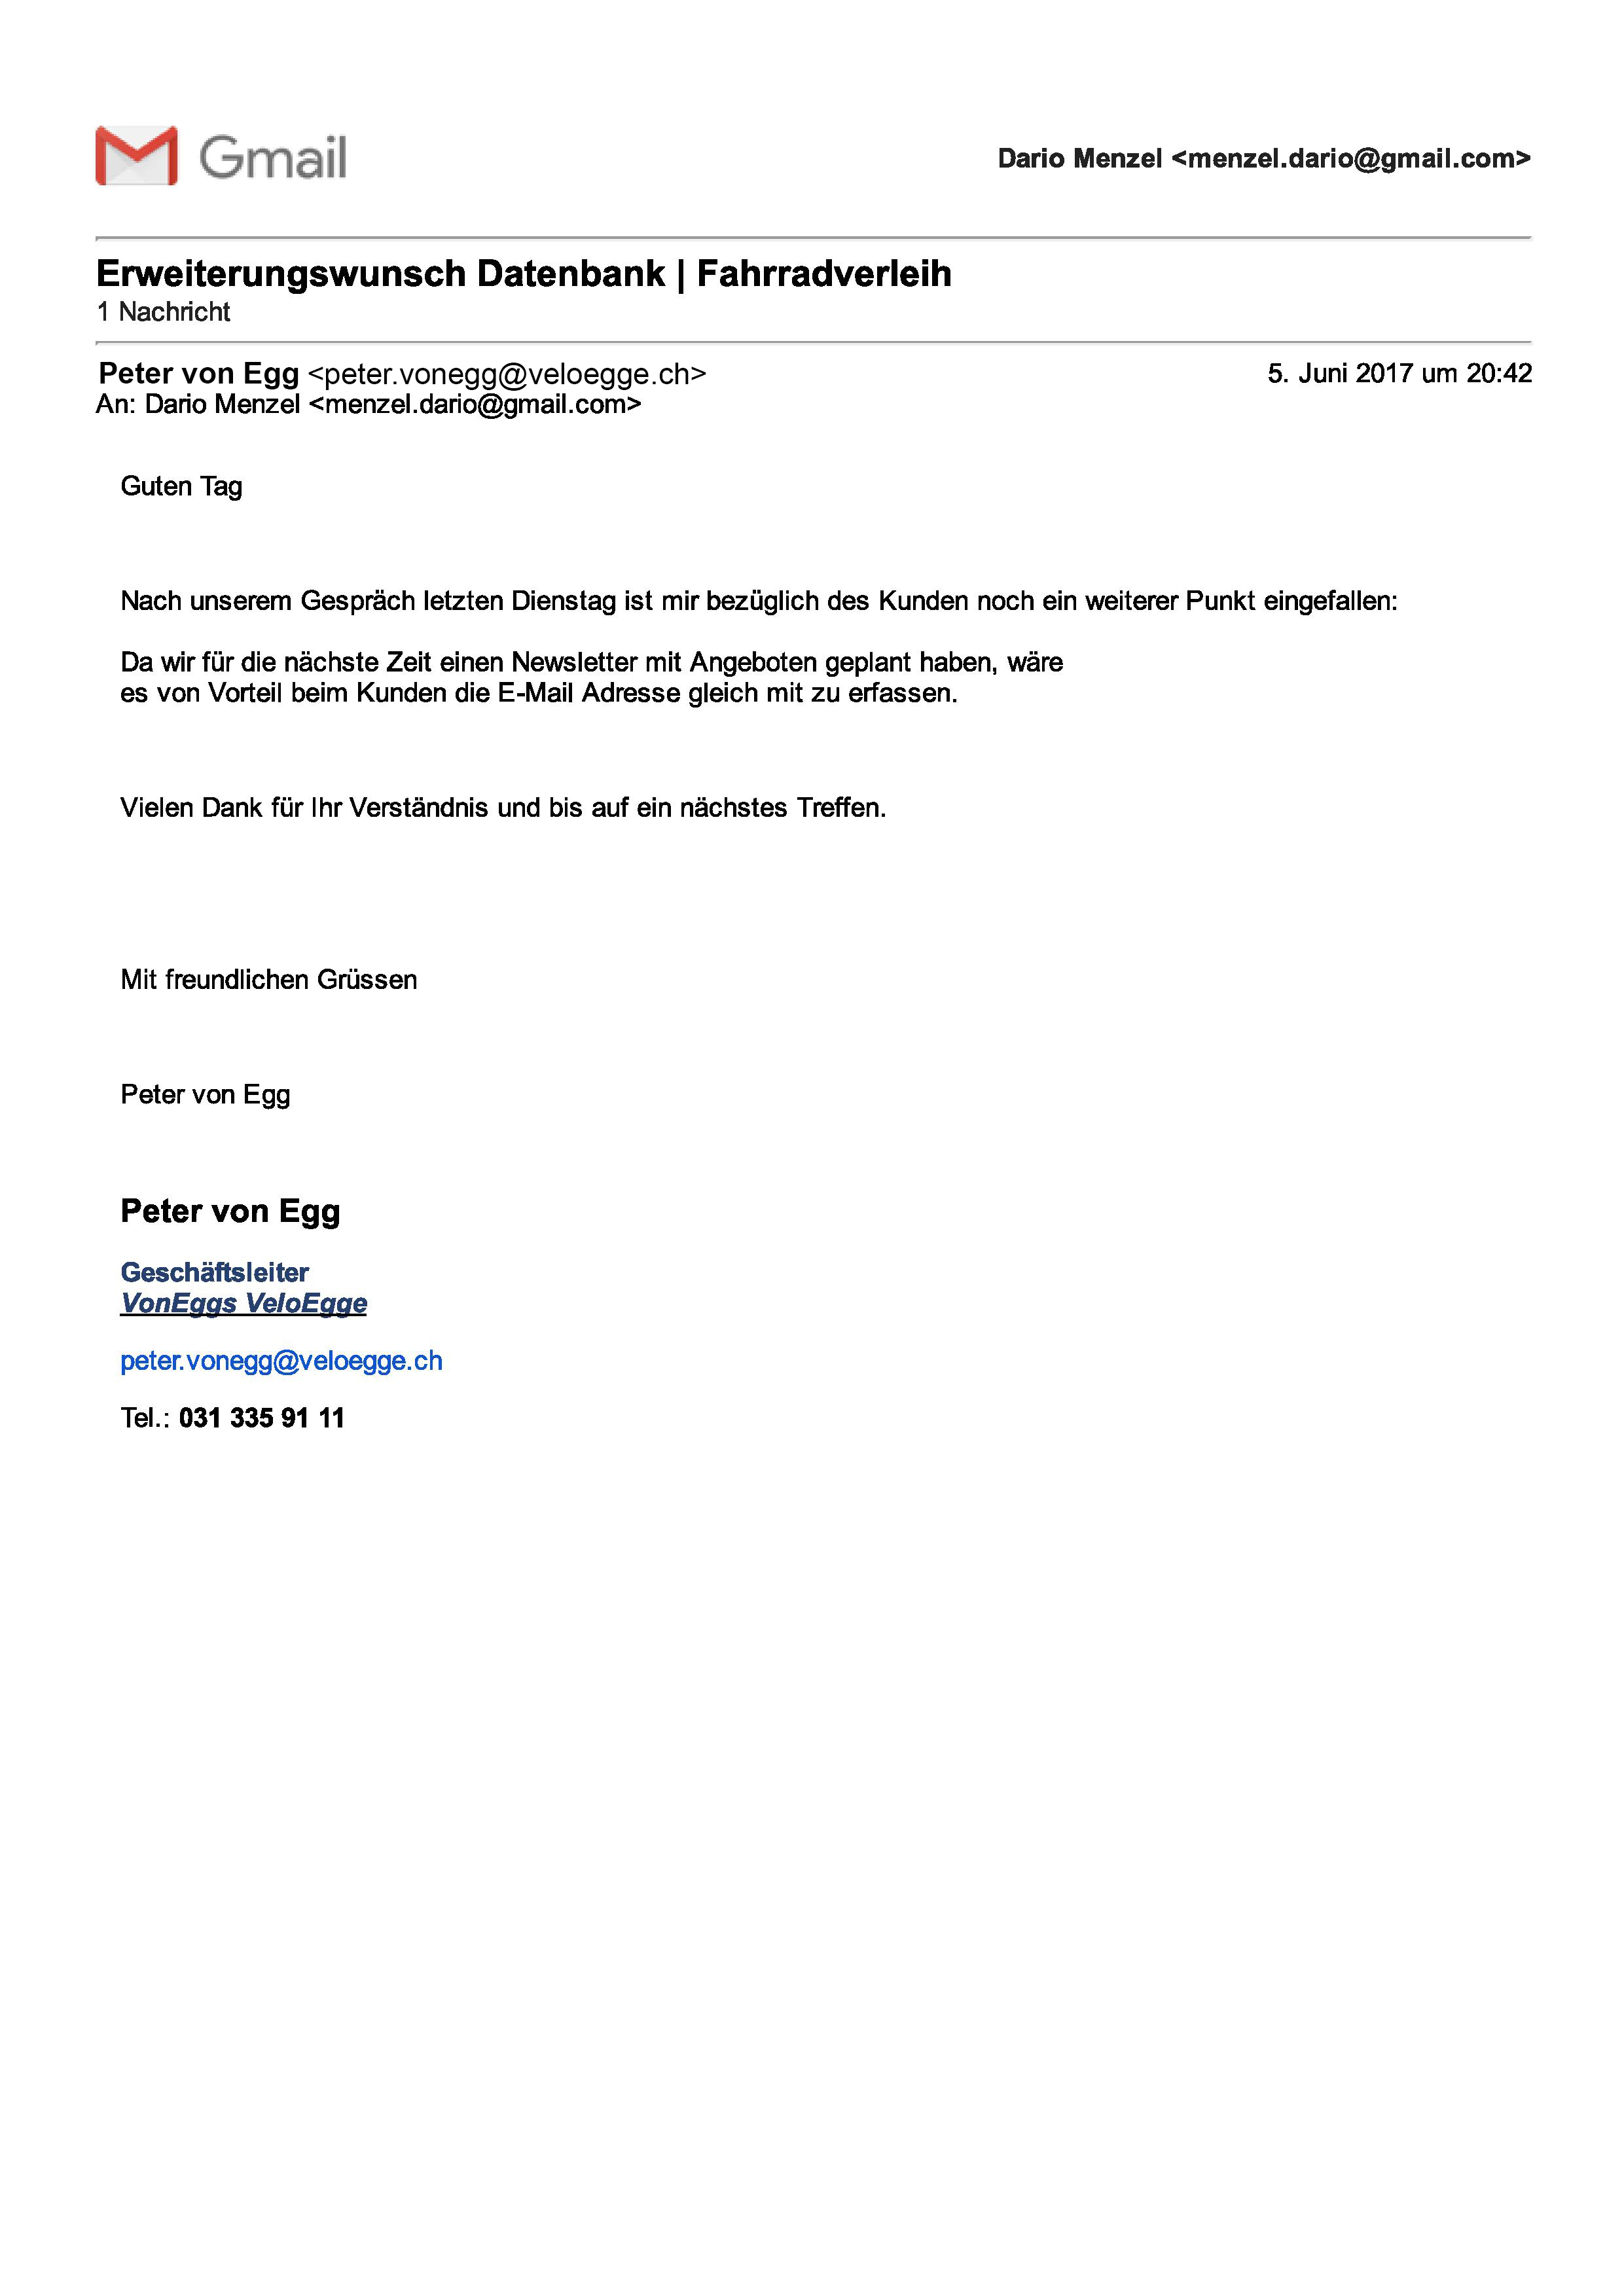 Gmail
Dario Menzel <menzel.dario@gmail.com>
Erweiterungswunsch Datenbank | Fahrradverleih
1 Nachricht
Peter von Egg <peter.vonegg@veloegge.ch> 5. Juni 2017 um 20:42
An: Dario Menzel <menzel.dario@gmail.com>
Guten Tag
Nach unserem Gespräch letzten Dienstag ist mir bezüglich des Kunden noch ein weiterer Punkt eingefallen:
Da wir für die nächste Zeit einen Newsletter mit Angeboten geplant haben, wäre
es von Vorteil beim Kunden die E-Mail Adresse gleich mit zu erfassen.
Vielen Dank für Ihr Verständnis und bis auf ein nächstes Treffen.
Mit freundlichen Grüssen
Peter von Egg
Peter von Egg
Geschäftsleiter
VonEggs VeloEgge
peter.vonegg@veloegge.ch
Tel.: 031 335 91 11